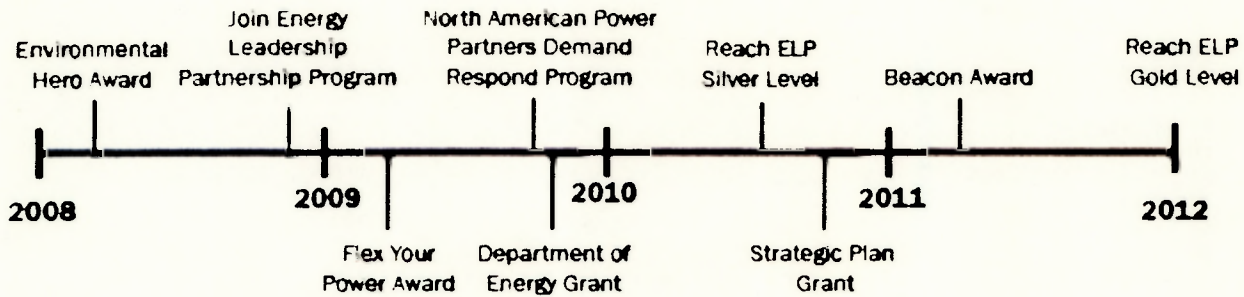 Environmental
Hero Award
Join Energy
Leadership
Partnership Program
North American Power
Partners Demand
Respond Program
Reach ELP
Silver Level
Beacon Award
Reach ELP
Gold Level
2008
2009
2010
2011
2012
Flex Your
Power Award
Department of
Energy Grant
Strategic Plan
Grant